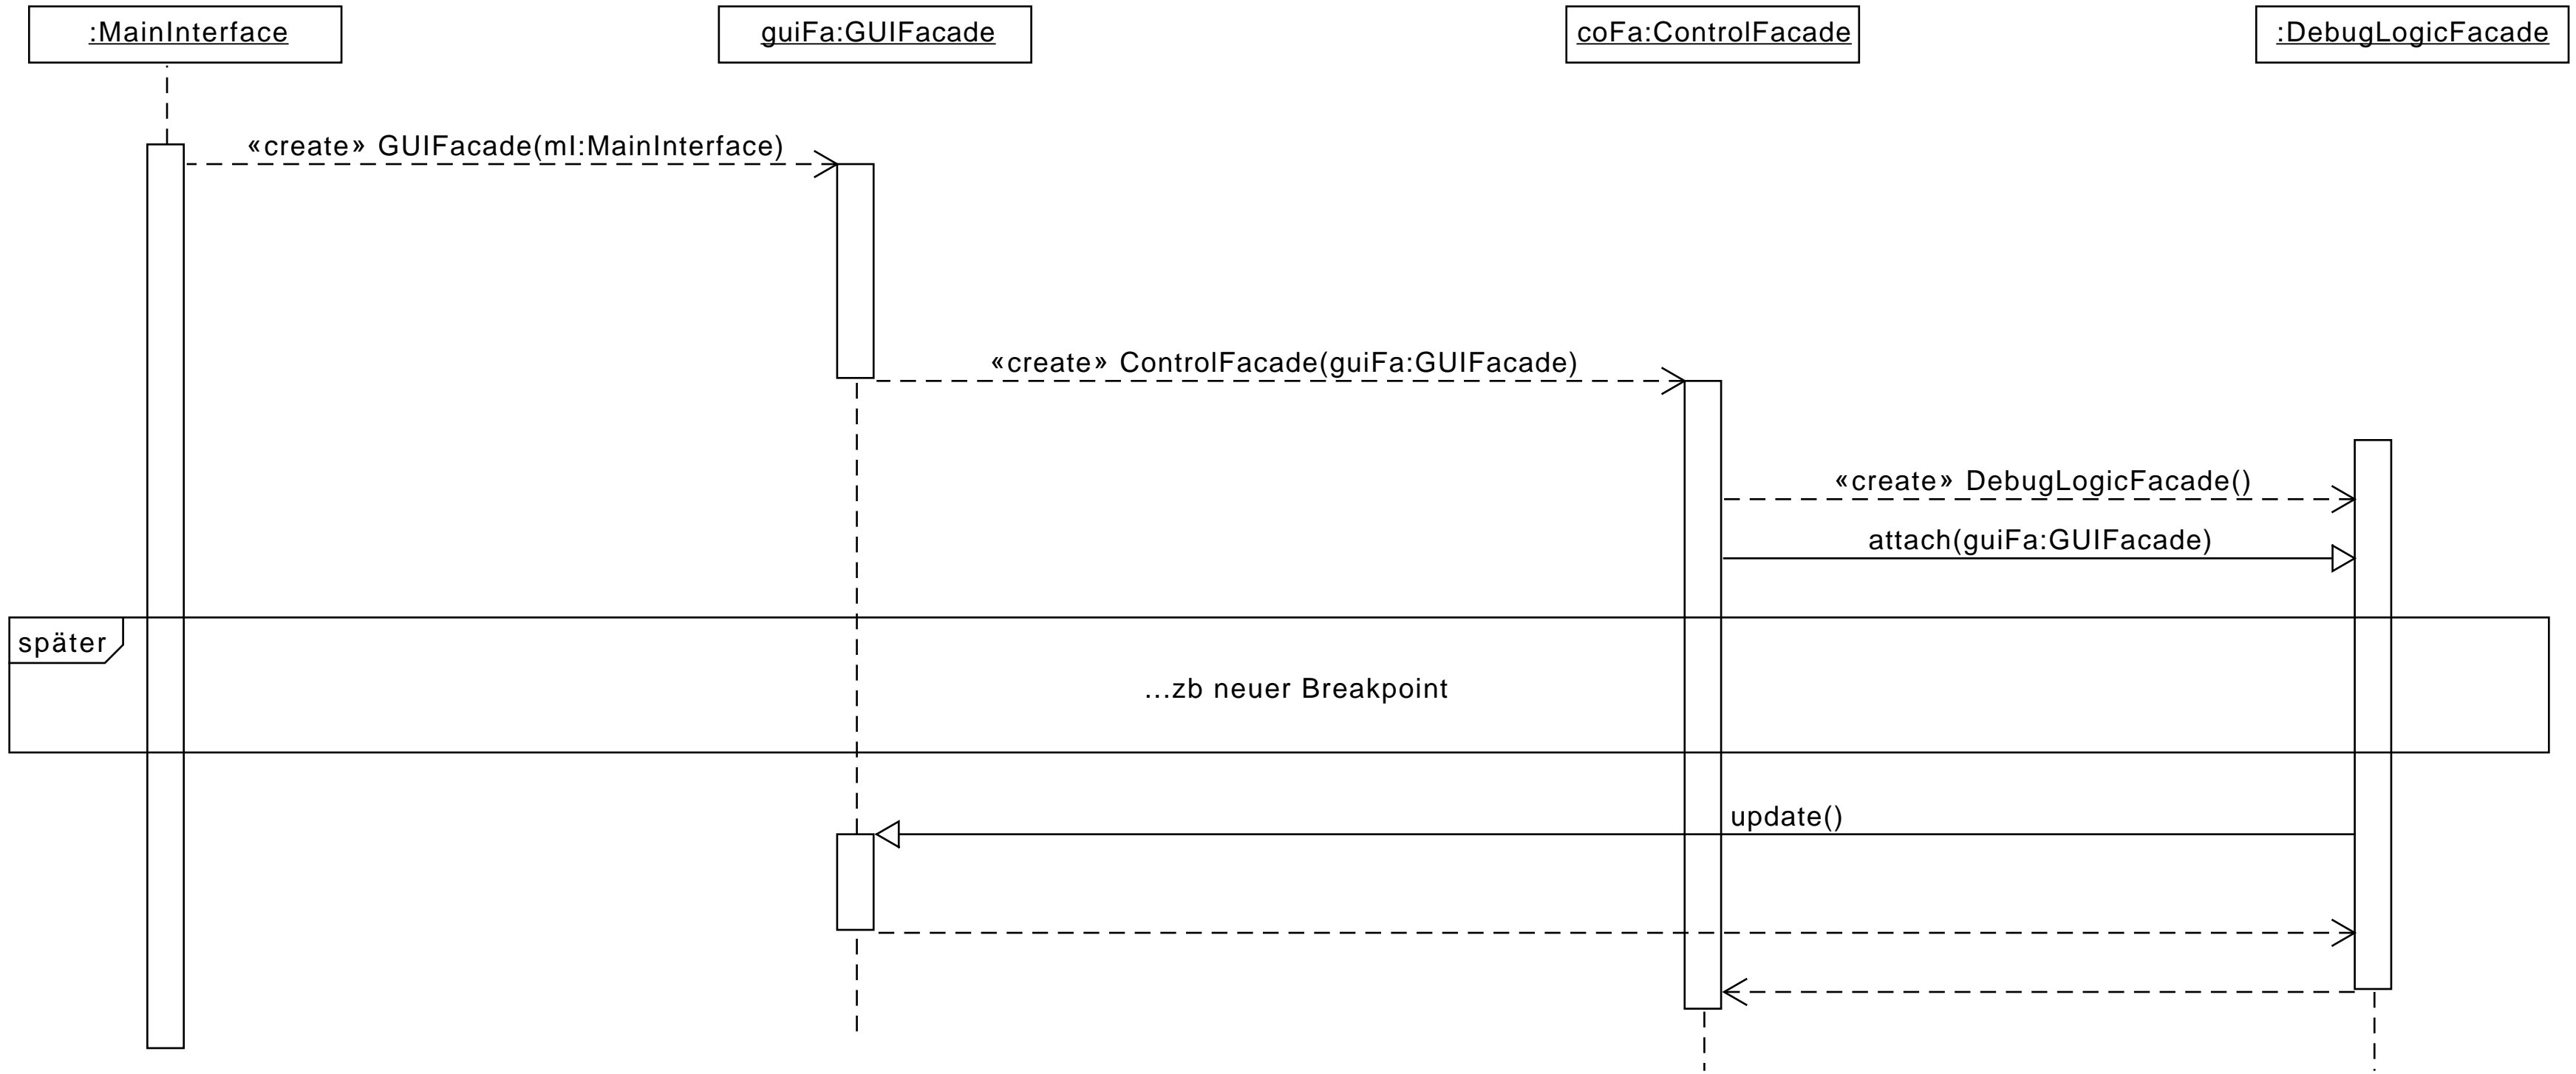 :MainInterface
guiFa:GUIFacade
coFa:ControlFacade
:DebugLogicFacade
«create» GUIFacade(mI:MainInterface)
«create» ControlFacade(guiFa:GUIFacade)
«create» DebugLogicFacade()
attach(guiFa:GUIFacade)
später
...zb neuer Breakpoint
update()